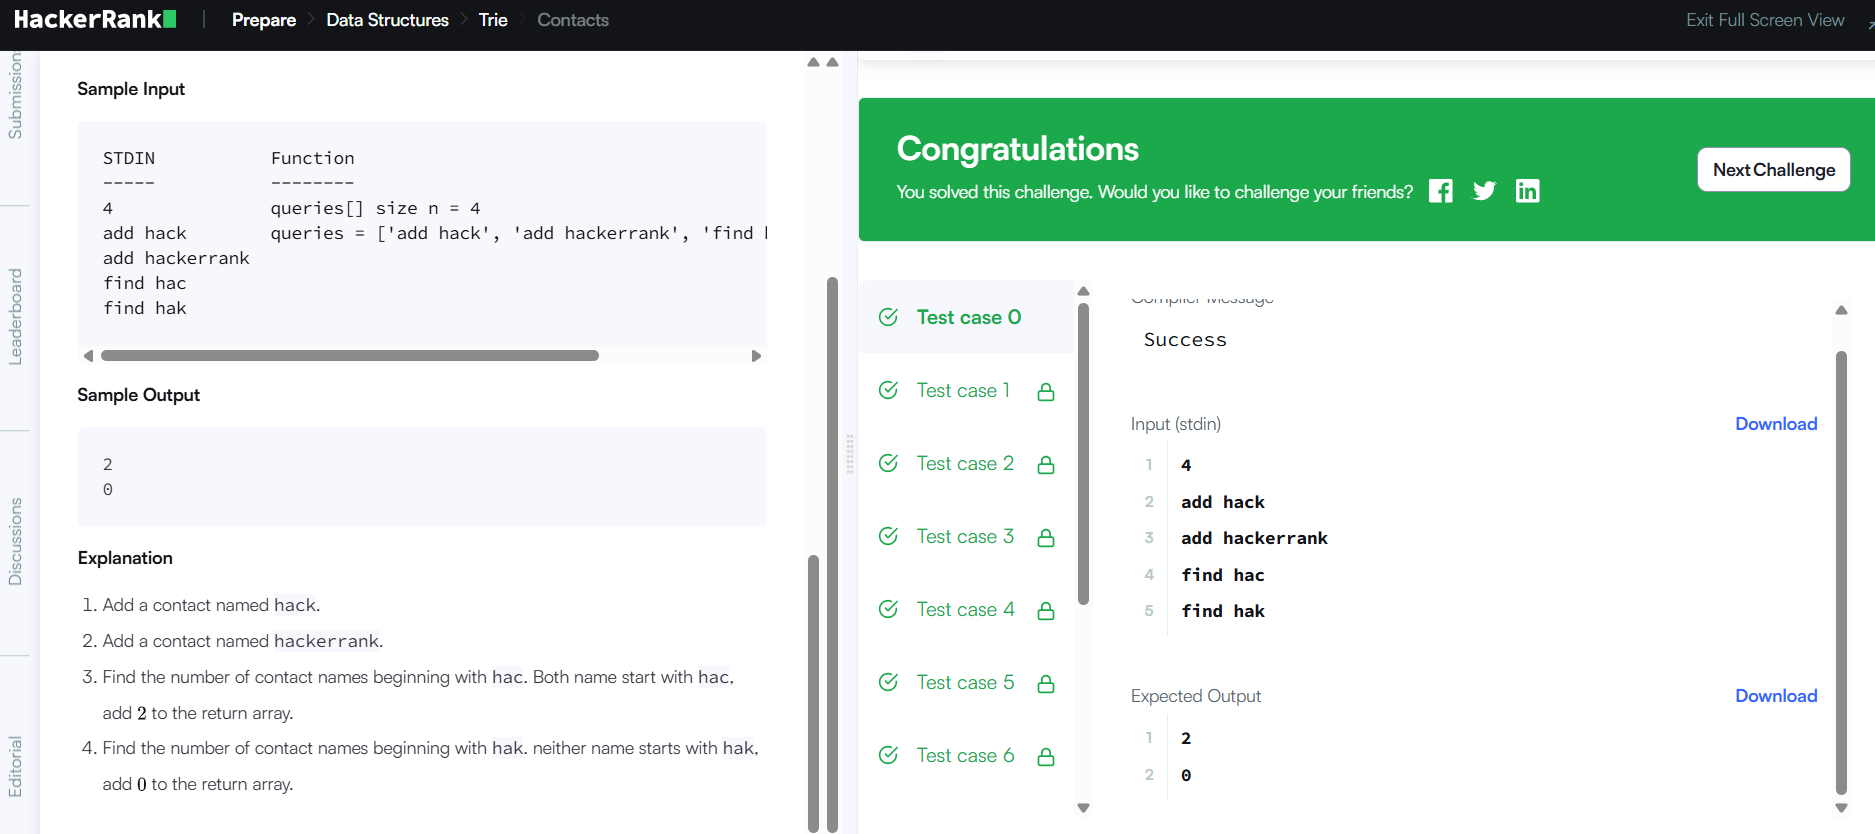 HackerRank
Prepare
Data Structures
Trie
Contacts
Exit Full Screen View
Submission
Leaderboard
Discussions
Editorial
Sample Input
STDIN Function
----- --------
4 queries[] size n = 4
add hack queries = ['add hack', 'add hackerrank', 'find
add hackerrank
find hac
find hak
Sample Output
2
0
Explanation
1. Add a contact named hack.
2. Add a contact named hackerrank.
3. Find the number of contact names beginning with hac. Both name start with hac,
add 2 to the return array.
4. Find the number of contact names beginning with hak. neither name starts with hak,
add 0 to the return array.
Congratulations
You solved this challenge. Would you like to challenge your friends?
Next Challenge
Test case 0
Test case 1
Test case 2
Test case 3
Test case 4
Test case 5
Test case 6
Compiler Message
Success
Input (stdin)
Download
1 4
2 add hack
3 add hackerrank
4 find hac
5 find hak
Expected Output
Download
1 2
2 0